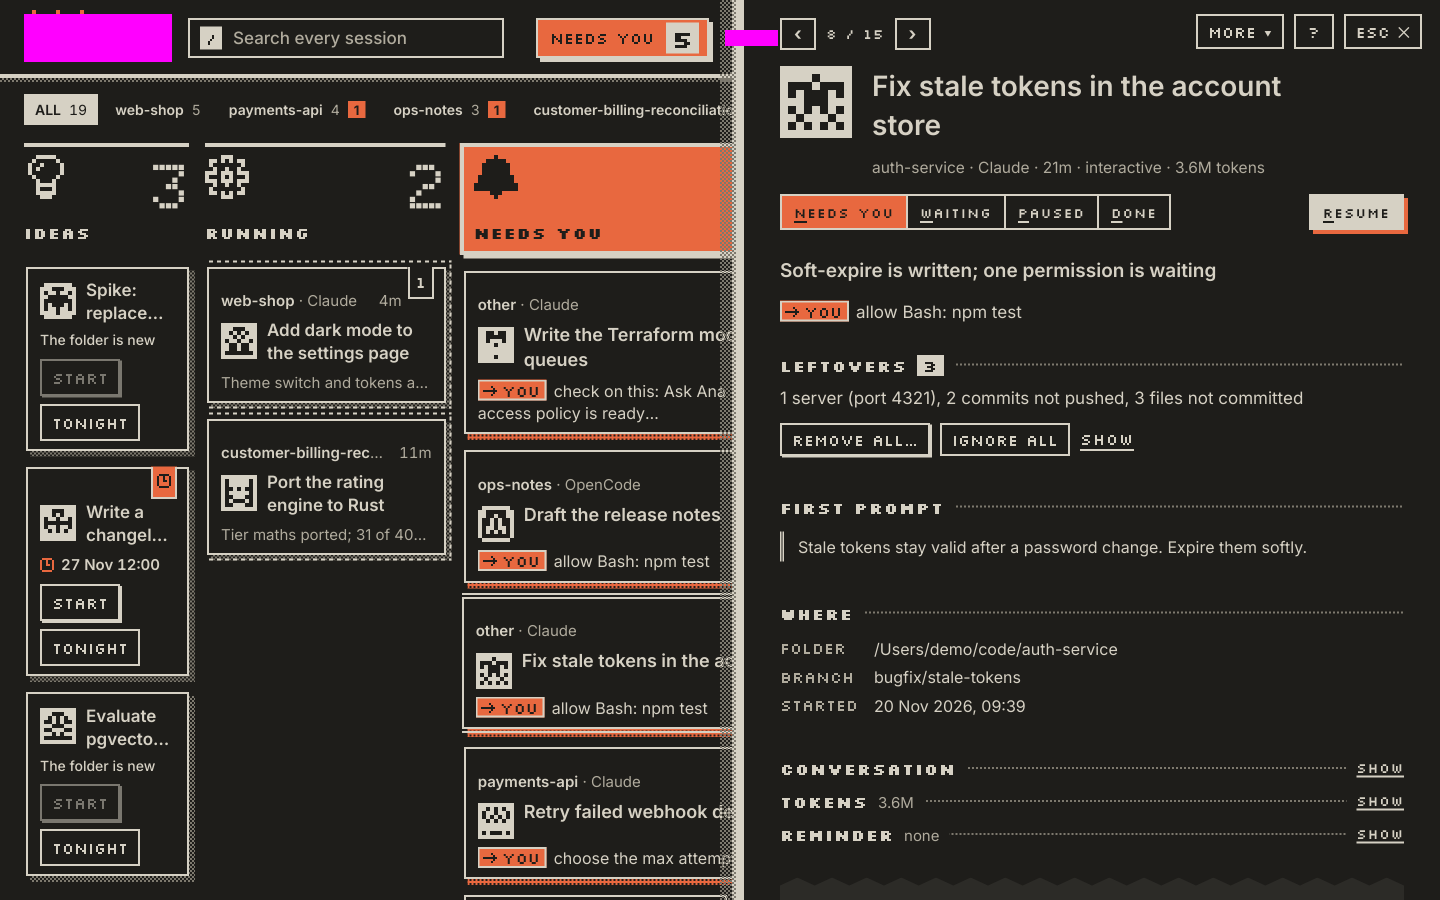 / Search every session
NEEDS YOU 5
ALL 19
web-shop 5
payments-api 4 1
ops-notes 3 1
3
IDEAS
2
RUNNING
NEEDS YOU
Spike:
replace...
The folder is new
START
TONIGHT
Write a
changel...
27 Nov 12:00
START
TONIGHT
Evaluate
pgvecto...
The folder is new
START
TONIGHT
1
web-shop · Claude 4m
Add dark mode to
the settings page
Theme switch and tokens a...
customer-billing-rec... 11m
Port the rating
engine to Rust
Tier maths ported; 31 of 40...
other · Claude
Write the Terraform
queues
→ YOU check on this: Ask Ana
access policy is ready...
ops-notes · OpenCode
Draft the release notes
→ YOU allow Bash: npm test
other · Claude
Fix stale tokens in the
→ YOU allow Bash: npm test
payments-api · Claude
Retry failed webhook
→ YOU choose the max
‹ 8 / 15 ›
MORE ▾
?
ESC ×
Fix stale tokens in the account
store
auth-service · Claude · 21m · interactive · 3.6M tokens
NEEDS YOU WAITING PAUSED DONE
RESUME
Soft-expire is written; one permission is waiting
→ YOU allow Bash: npm test
LEFTOVERS 3
1 server (port 4321), 2 commits not pushed, 3 files not committed
REMOVE ALL... IGNORE ALL SHOW
FIRST PROMPT
Stale tokens stay valid after a password change. Expire them softly.
WHERE
FOLDER /Users/demo/code/auth-service
BRANCH bugfix/stale-tokens
STARTED 20 Nov 2026, 09:39
CONVERSATION SHOW
TOKENS 3.6M SHOW
REMINDER none SHOW